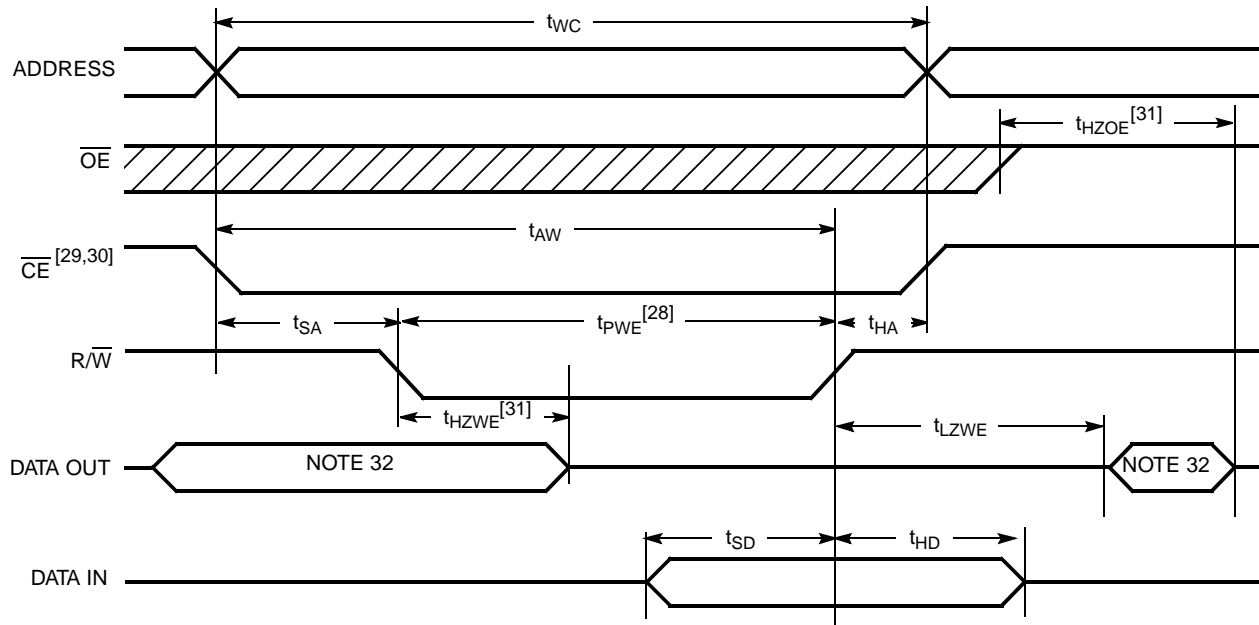 tWC
ADDRESS
tHZOE[31]
OE
tAW
CE [29,30]
tSA
tPWE[28]
tHA
R/W
tHZWE[31]
tLZWE
DATA OUT
NOTE 32
NOTE 32
tSD
tHD
DATA IN